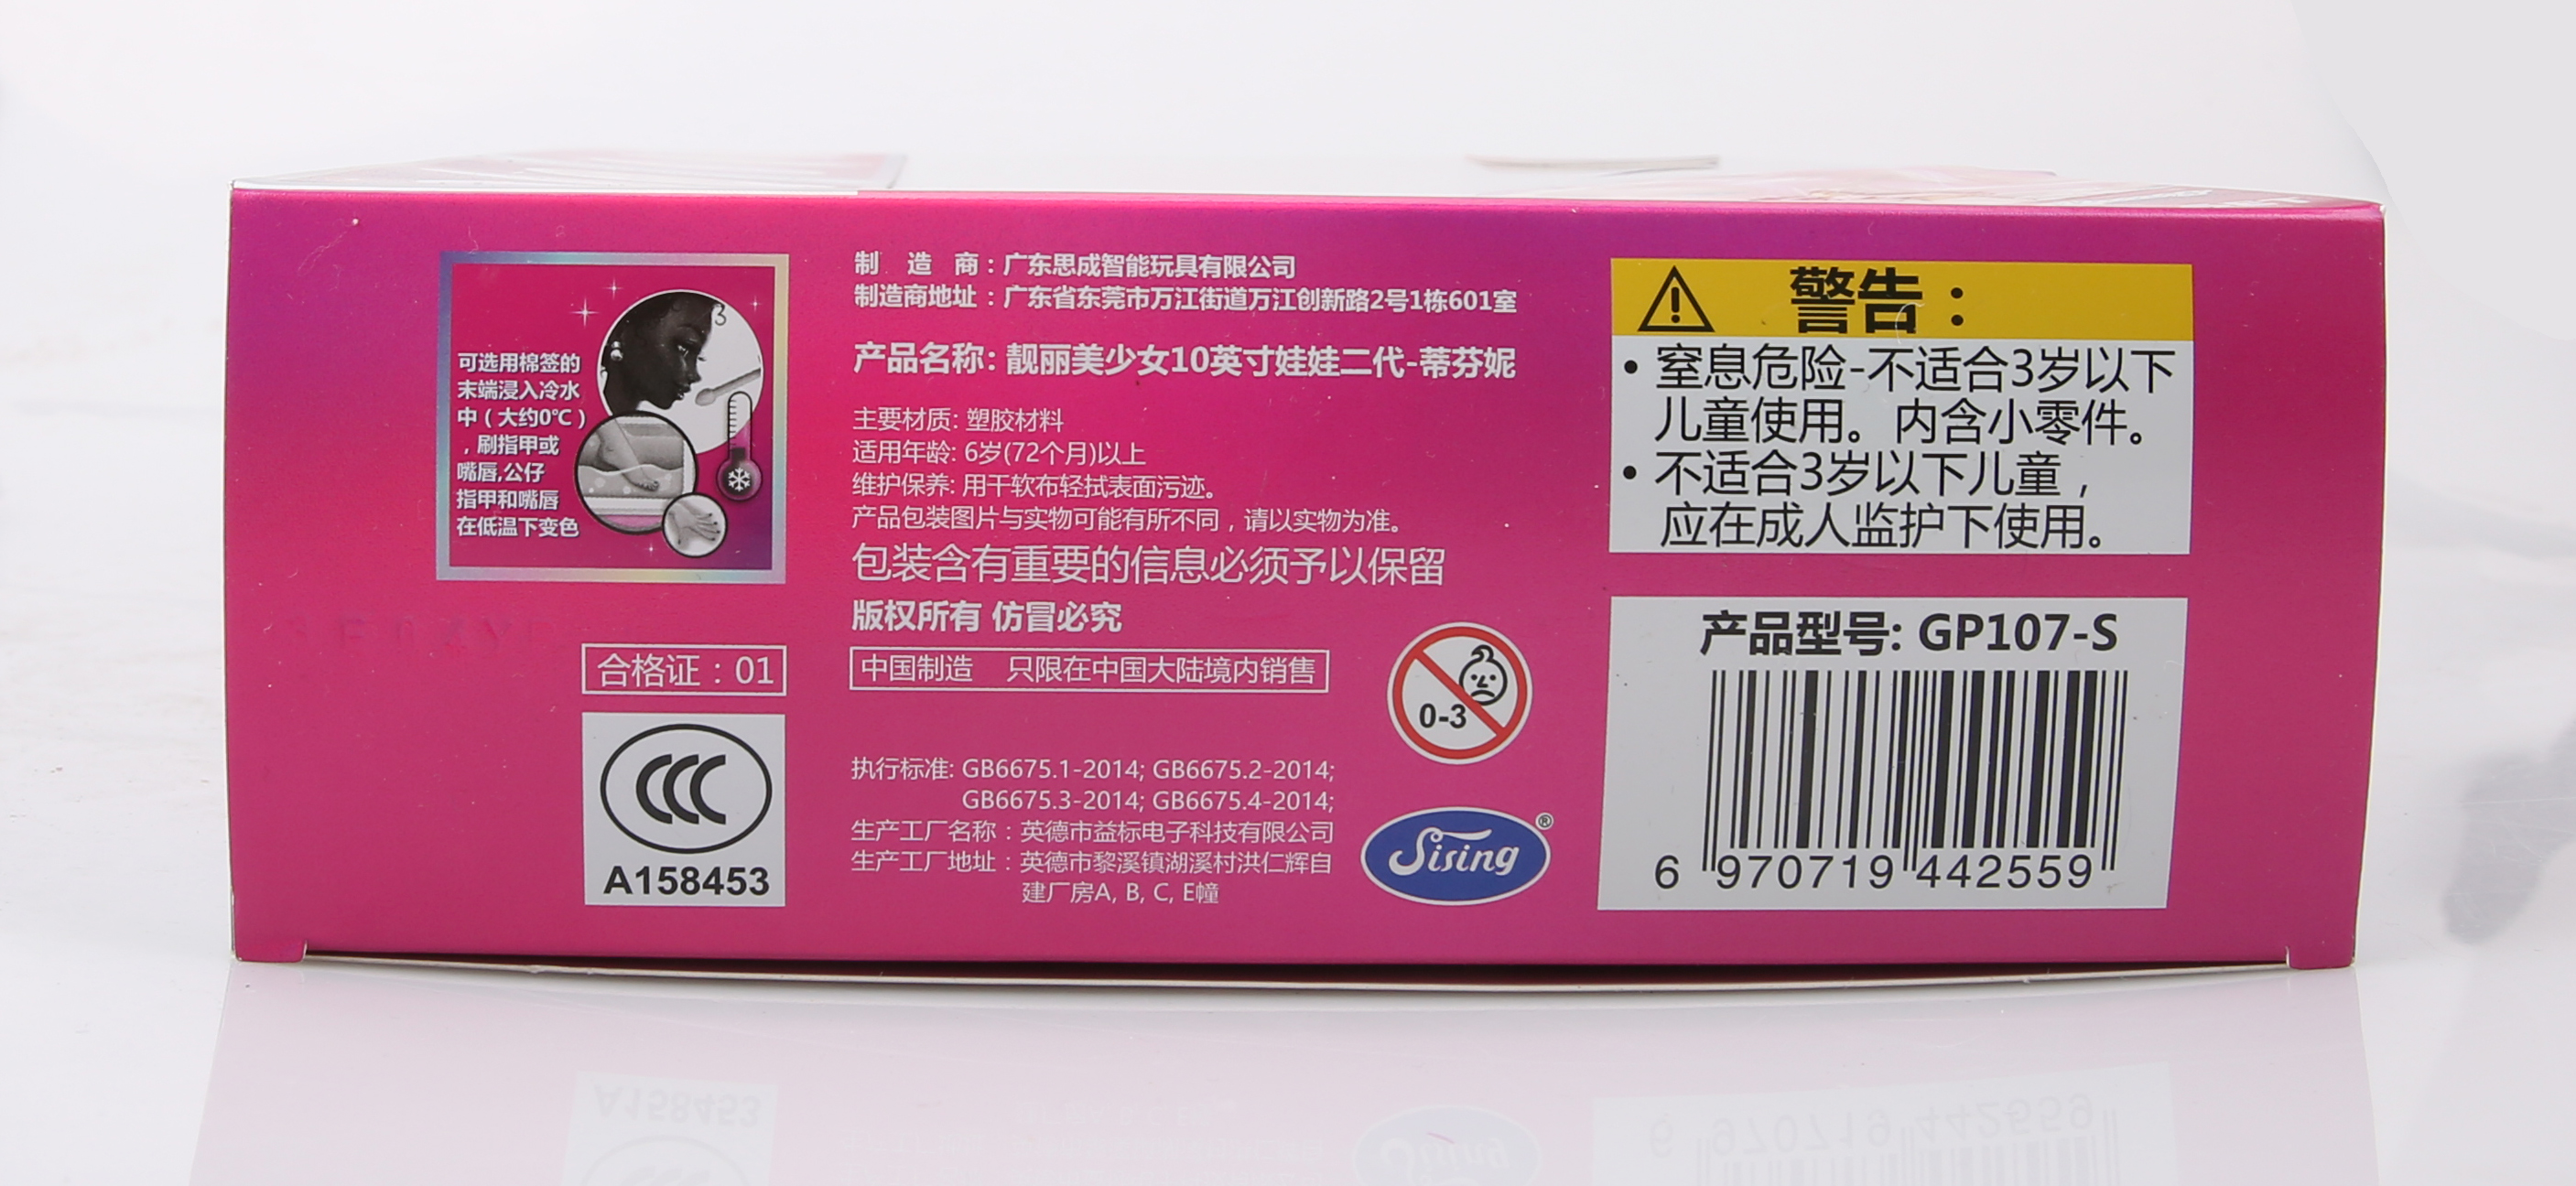 可选用棉签的
末端浸入冷水
中（大约0℃）
，刷指甲或
嘴唇,公仔
指甲和嘴唇
在低温下变色
合格证：01
A158453
制 造 商：广东思成智能玩具有限公司
制造商地址：广东省东莞市万江街道万江创新路2号1栋601室
产品名称: 靓丽美少女10英寸娃娃二代-蒂芬妮
主要材质: 塑胶材料
适用年龄: 6岁(72个月)以上
维护保养: 用干软布轻拭表面污迹。
产品包装图片与实物可能有所不同，请以实物为准。
包装含有重要的信息必须予以保留
版权所有 仿冒必究
中国制造 只限在中国大陆境内销售
0-3
执行标准: GB6675.1-2014; GB6675.2-2014;
GB6675.3-2014; GB6675.4-2014;
生产工厂名称：英德市益标电子科技有限公司
生产工厂地址：英德市黎溪镇湖溪村洪仁辉自
建厂房A, B, C, E幢
Sising®
警告：
• 窒息危险-不适合3岁以下
儿童使用。内含小零件。
• 不适合3岁以下儿童，
应在成人监护下使用。
产品型号: GP107-S
6 970719 442559